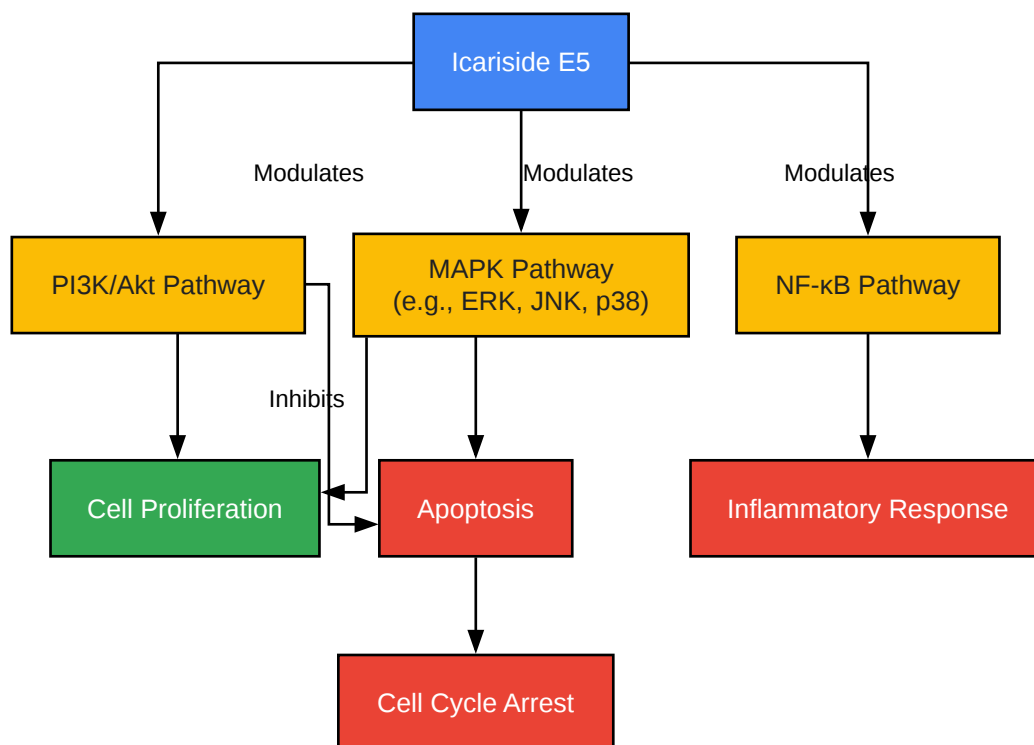 Icariside E5
Modulates
Modulates
Modulates
PI3K/Akt Pathway
MAPK Pathway
(e.g., ERK, JNK, p38)
NF-κB Pathway
Inhibits
Cell Proliferation
Apoptosis
Inflammatory Response
Cell Cycle Arrest